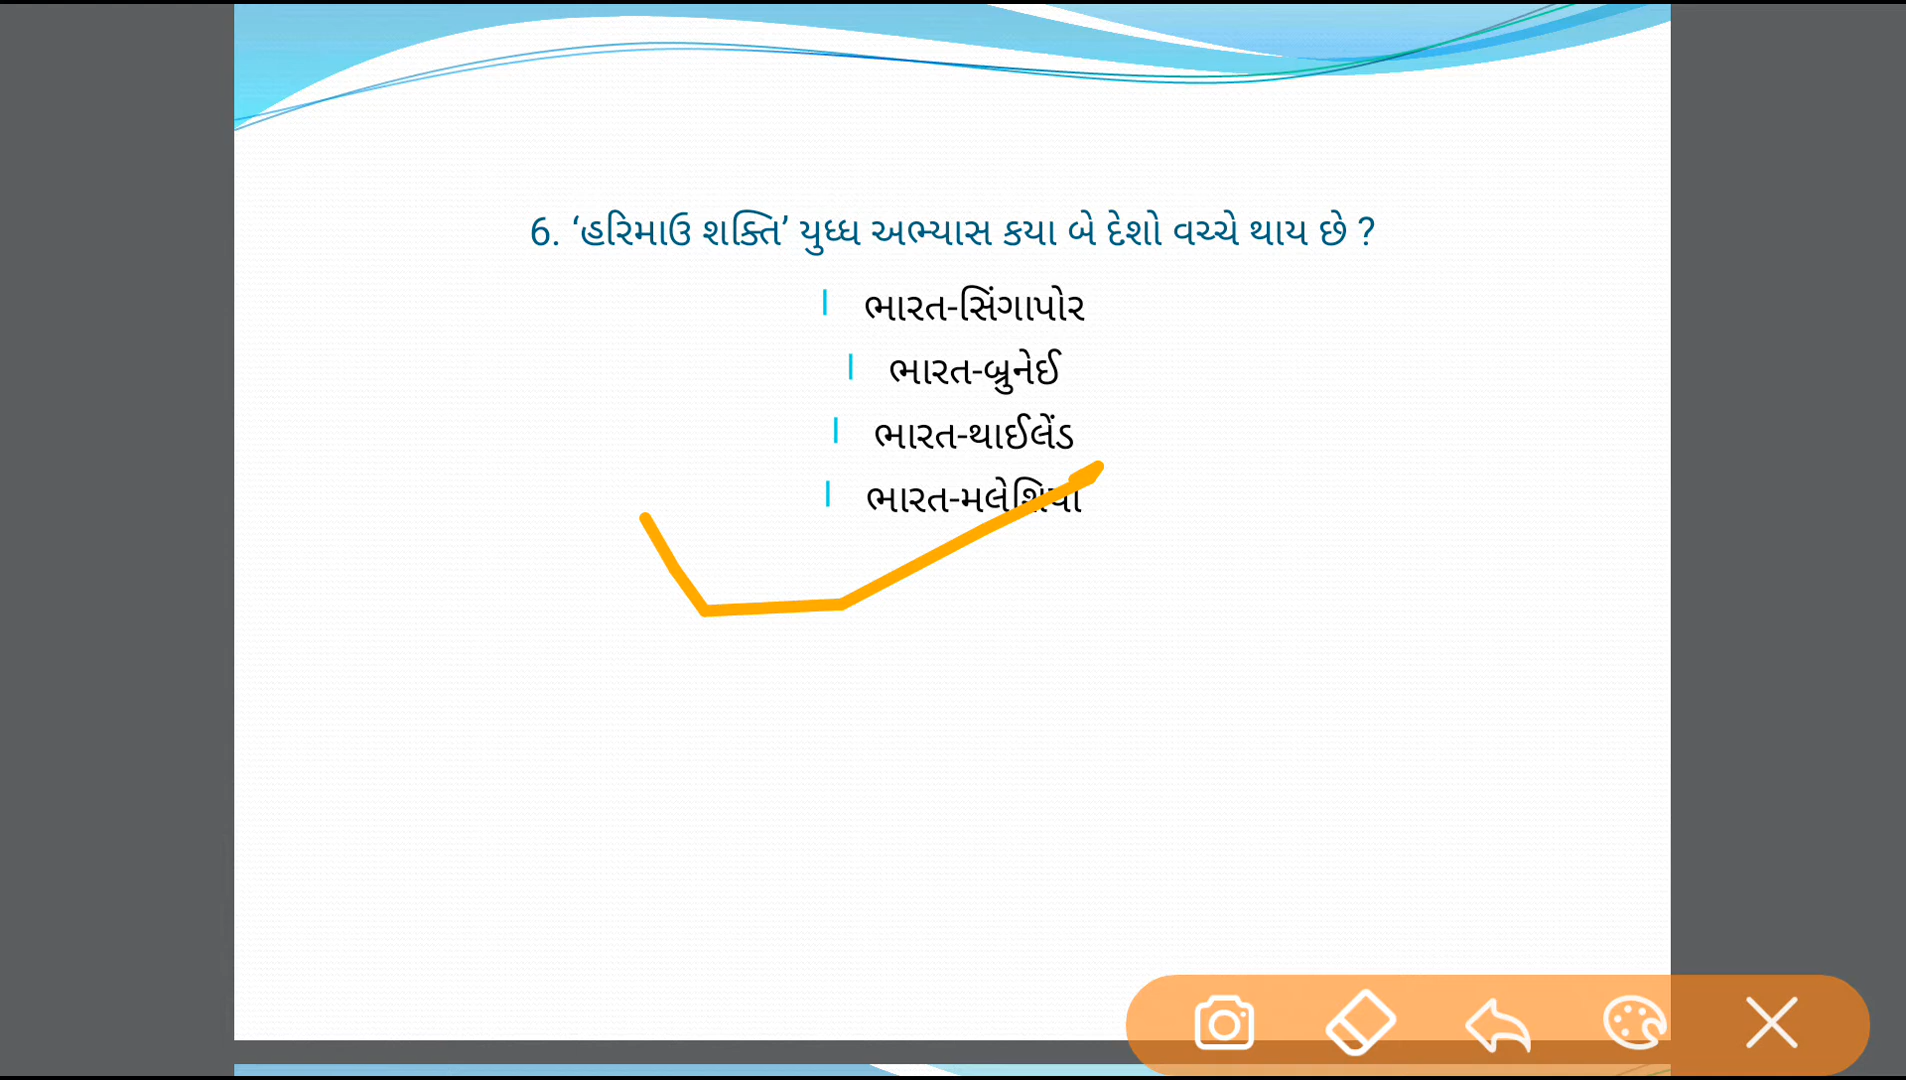 6. ‘હરિમાઉ શક્તિ’ યુધ્ધ અભ્યાસ કયા બે દેશો વચ્ચે થાય છે ?
ભારત-સિંગાપોર
ભારત-બ્રુનેઈ
ભારત-થાઈલેંડ
ભારત-મલેશિયા